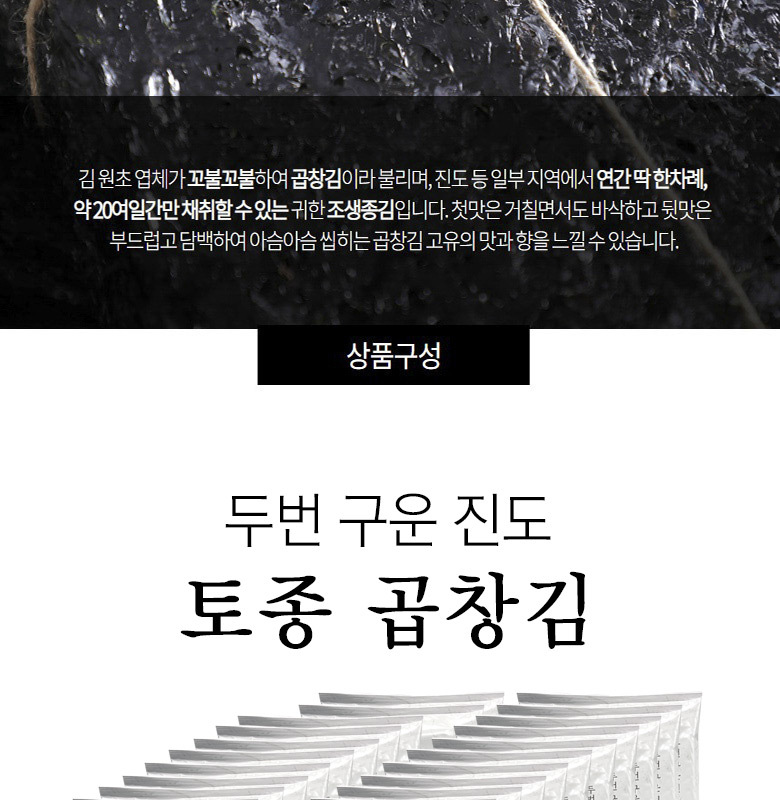 김 원초 엽체가 꼬불꼬불하여 곱창김이라 불리며, 진도 등 일부 지역에서 연간 딱 한차례,
약 20여일간만 채취할 수 있는 귀한 조생종김입니다. 첫맛은 거칠면서도 바삭하고 뒷맛은
부드럽고 담백하여 아슴아슴 씹히는 곱창김 고유의 맛과 향을 느낄 수 있습니다.
상품구성
두번 구운 진도
토종 곱창김